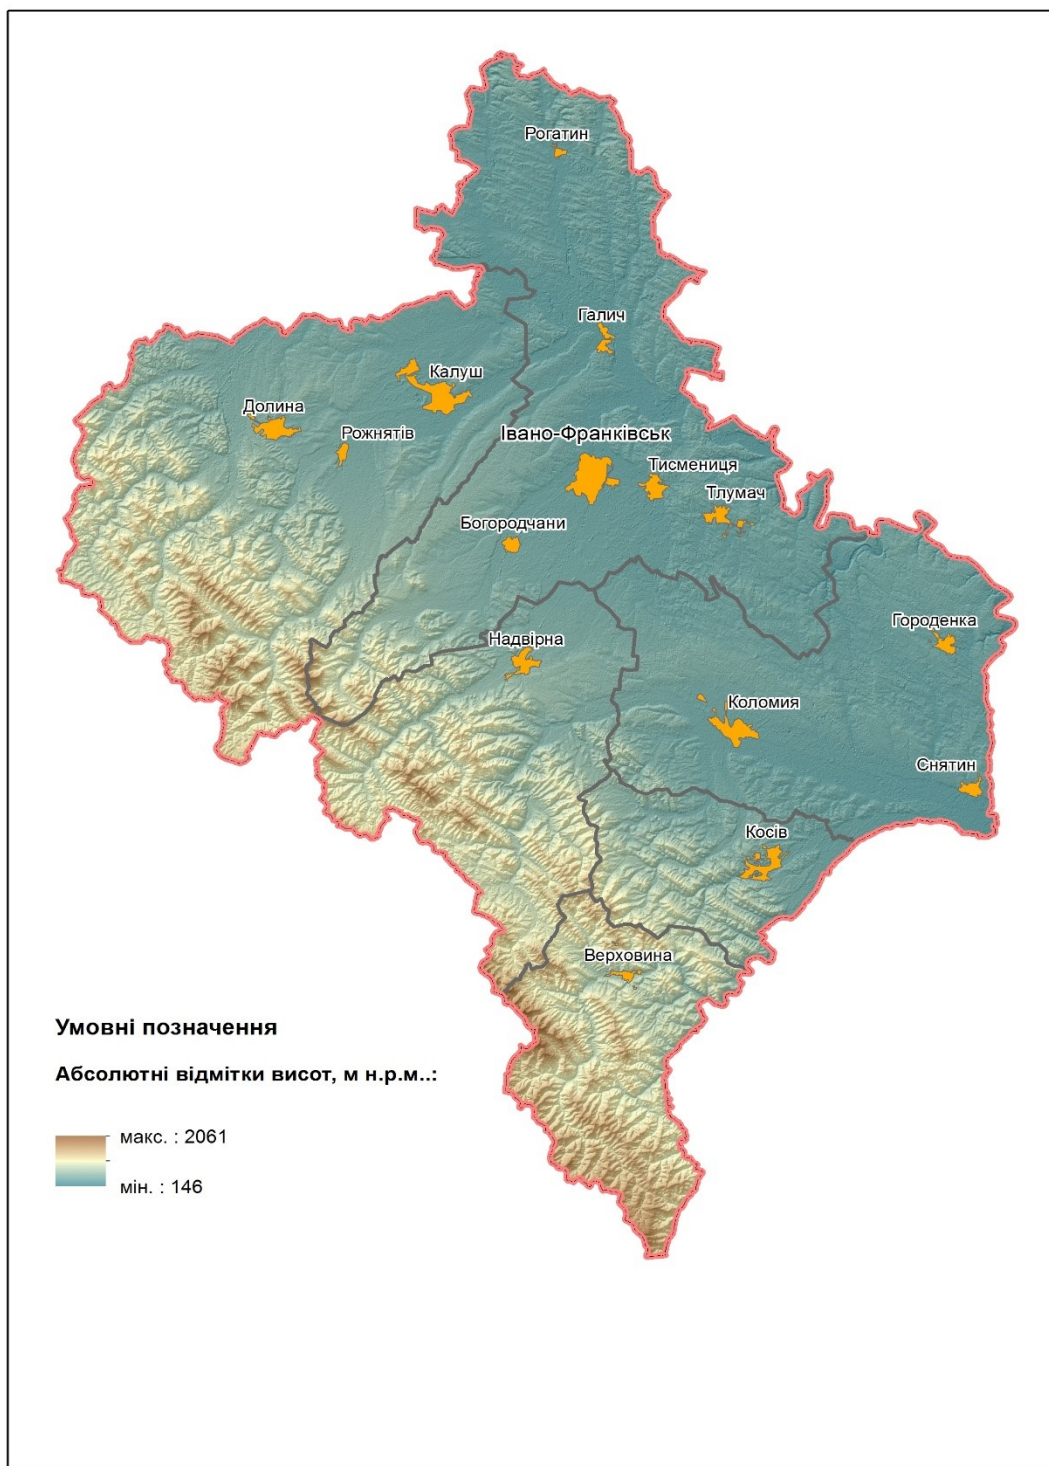 Рогатин
Галич
Калуш
Долина
Рожнятів
Івано-Франківськ
Тисмениця
Тлумач
Богородчани
Городенка
Надвірна
Коломия
Снятин
Косів
Верховина
Умовні позначення
Абсолютні відмітки висот, м н.р.м..:
макс. : 2061
мін. : 146